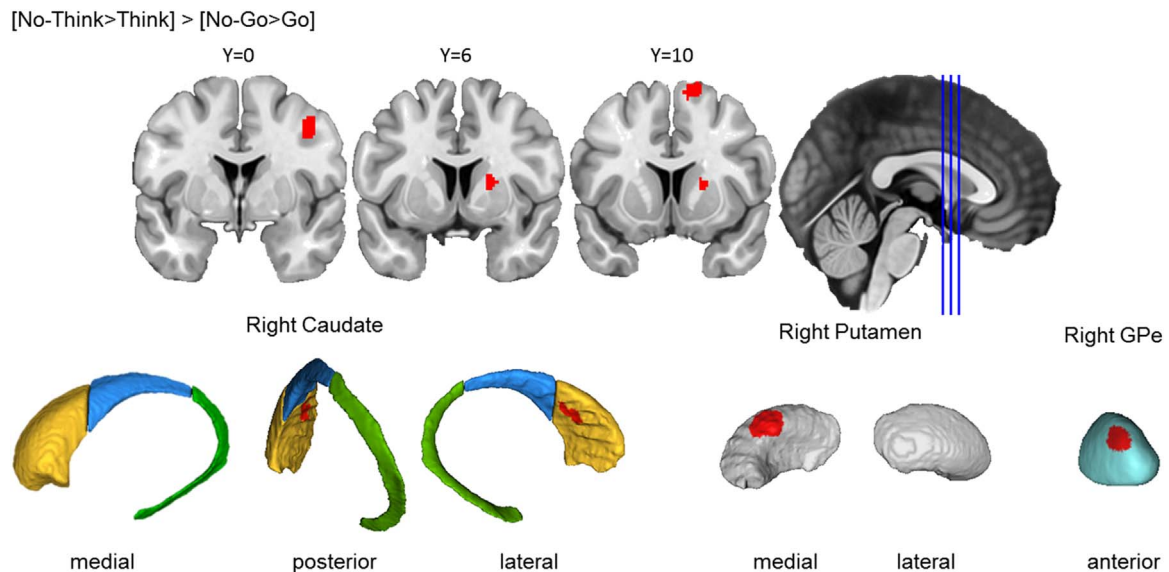 [No-Think>Think] > [No-Go>Go]
Y=0
Y=6
Y=10
Right Caudate
Right Putamen
Right GPe
medial
posterior
lateral
medial
lateral
anterior